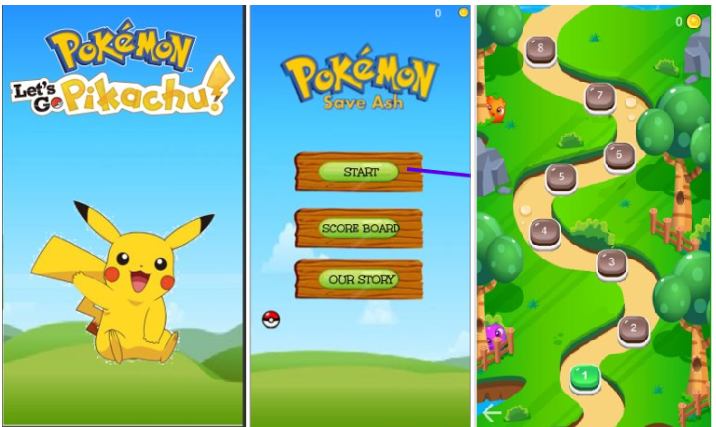 POKéMON
Let's
Go Pikachu!
0
POKéMON
Save Ash
START
SCORE BOARD
OUR STORY
0
8
7
6
5
4
3
2
1